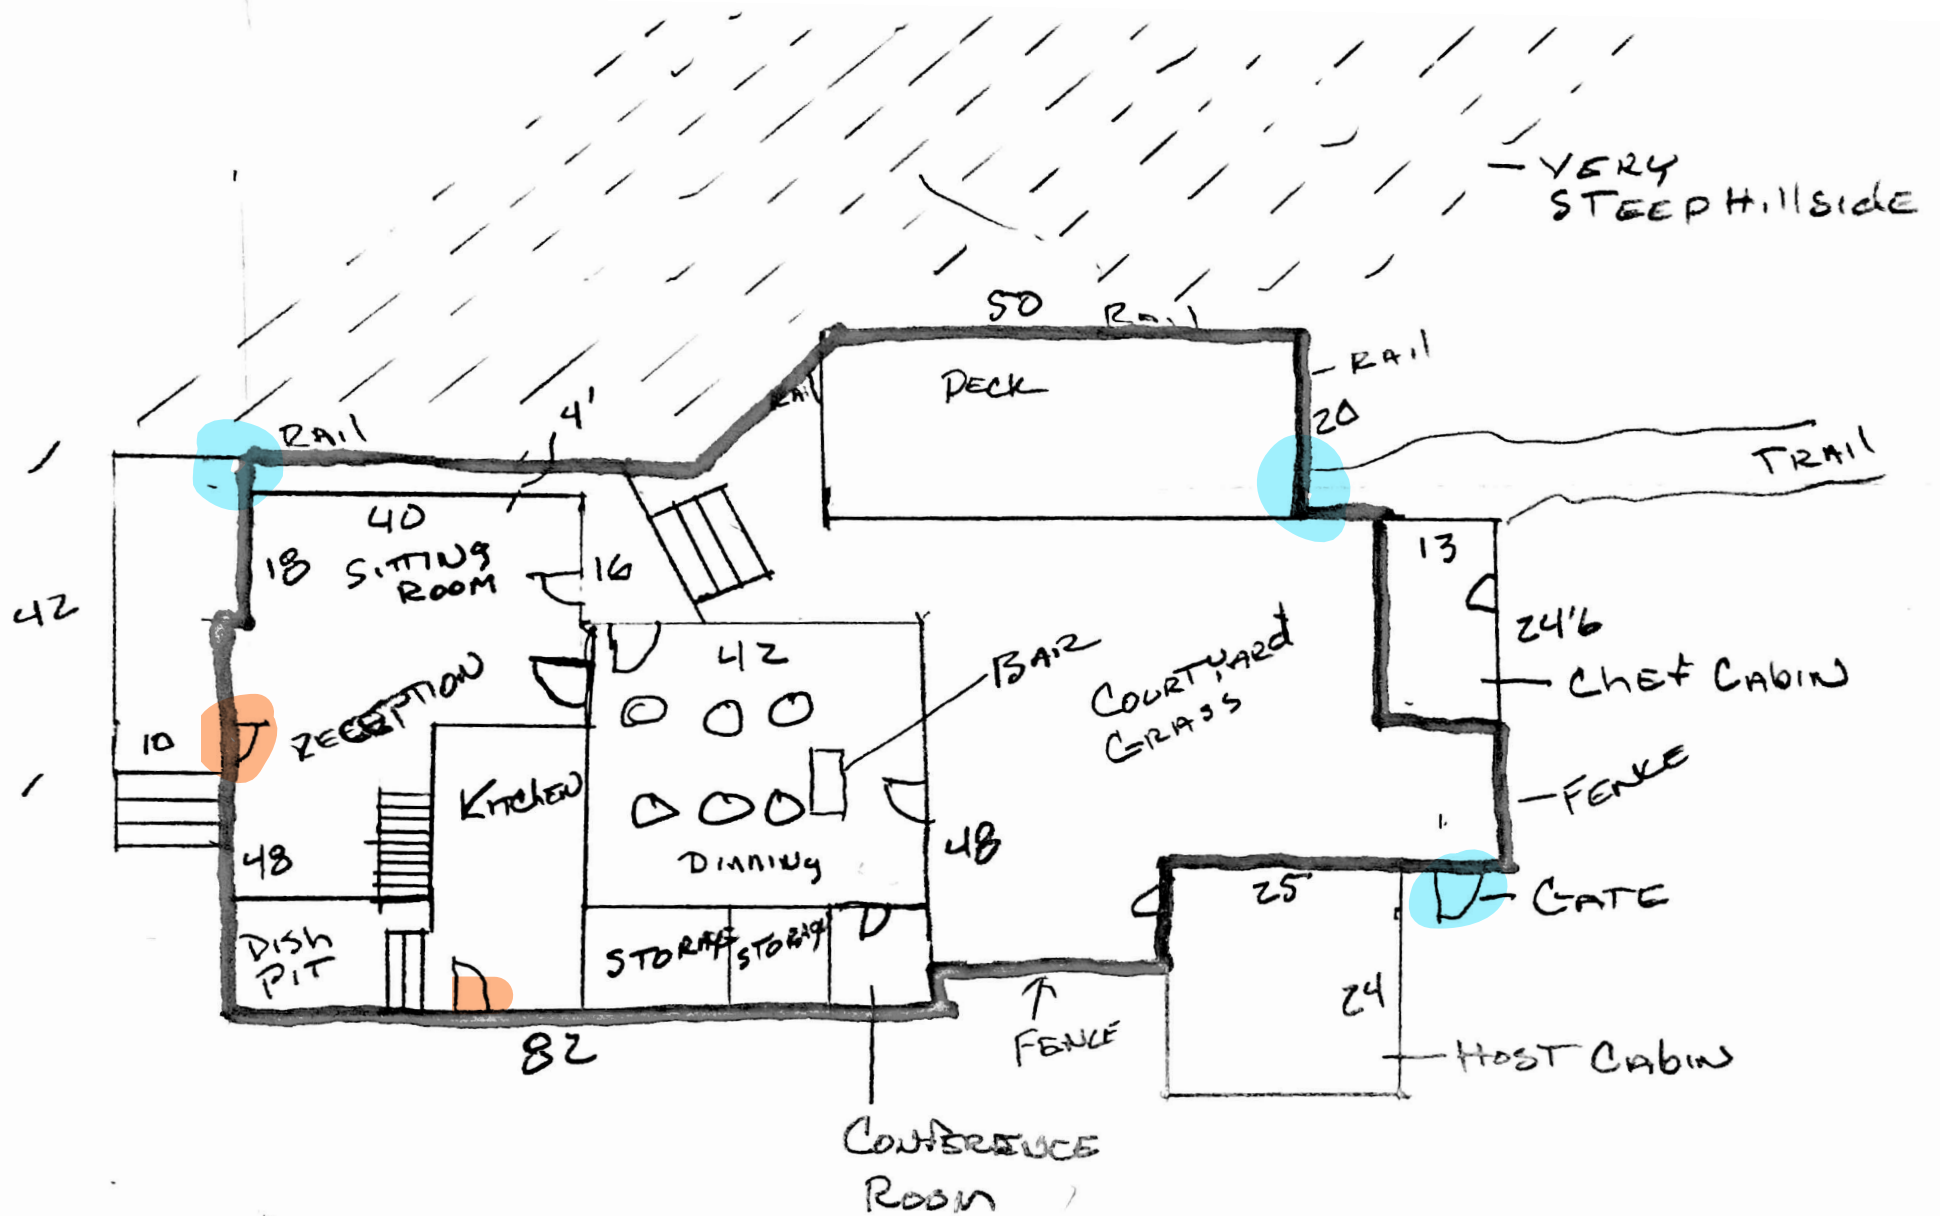 VERY
STEEP HillSidE
50
RAil
RAil
DECK
RAil
20
4'
RAil
TRAIl
40
18
SiTTING
ROOM
16
13
42
24'6
42
BAR
COURTYARD
GRASS
CHEF CABIN
RECEPTION
10
KITCHEN
FENCE
48
DINNING
48
25
GATE
DISH
PIT
STORAGE
STORAGE
24
82
FENCE
HOST CABIN
CONFERENCE
ROOM